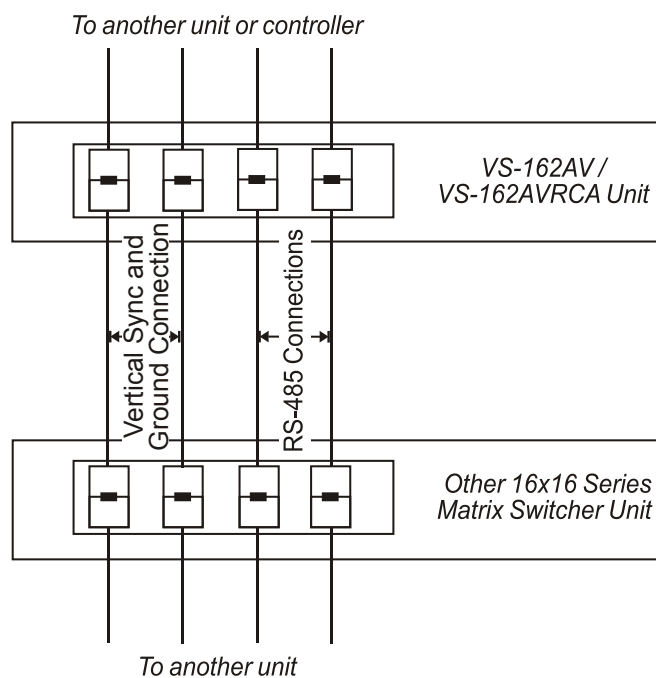 To another unit or controller
VS-162AV /
VS-162AVRCA Unit
Vertical Sync and
Ground Connection
RS-485 Connections
Other 16x16 Series
Matrix Switcher Unit
To another unit